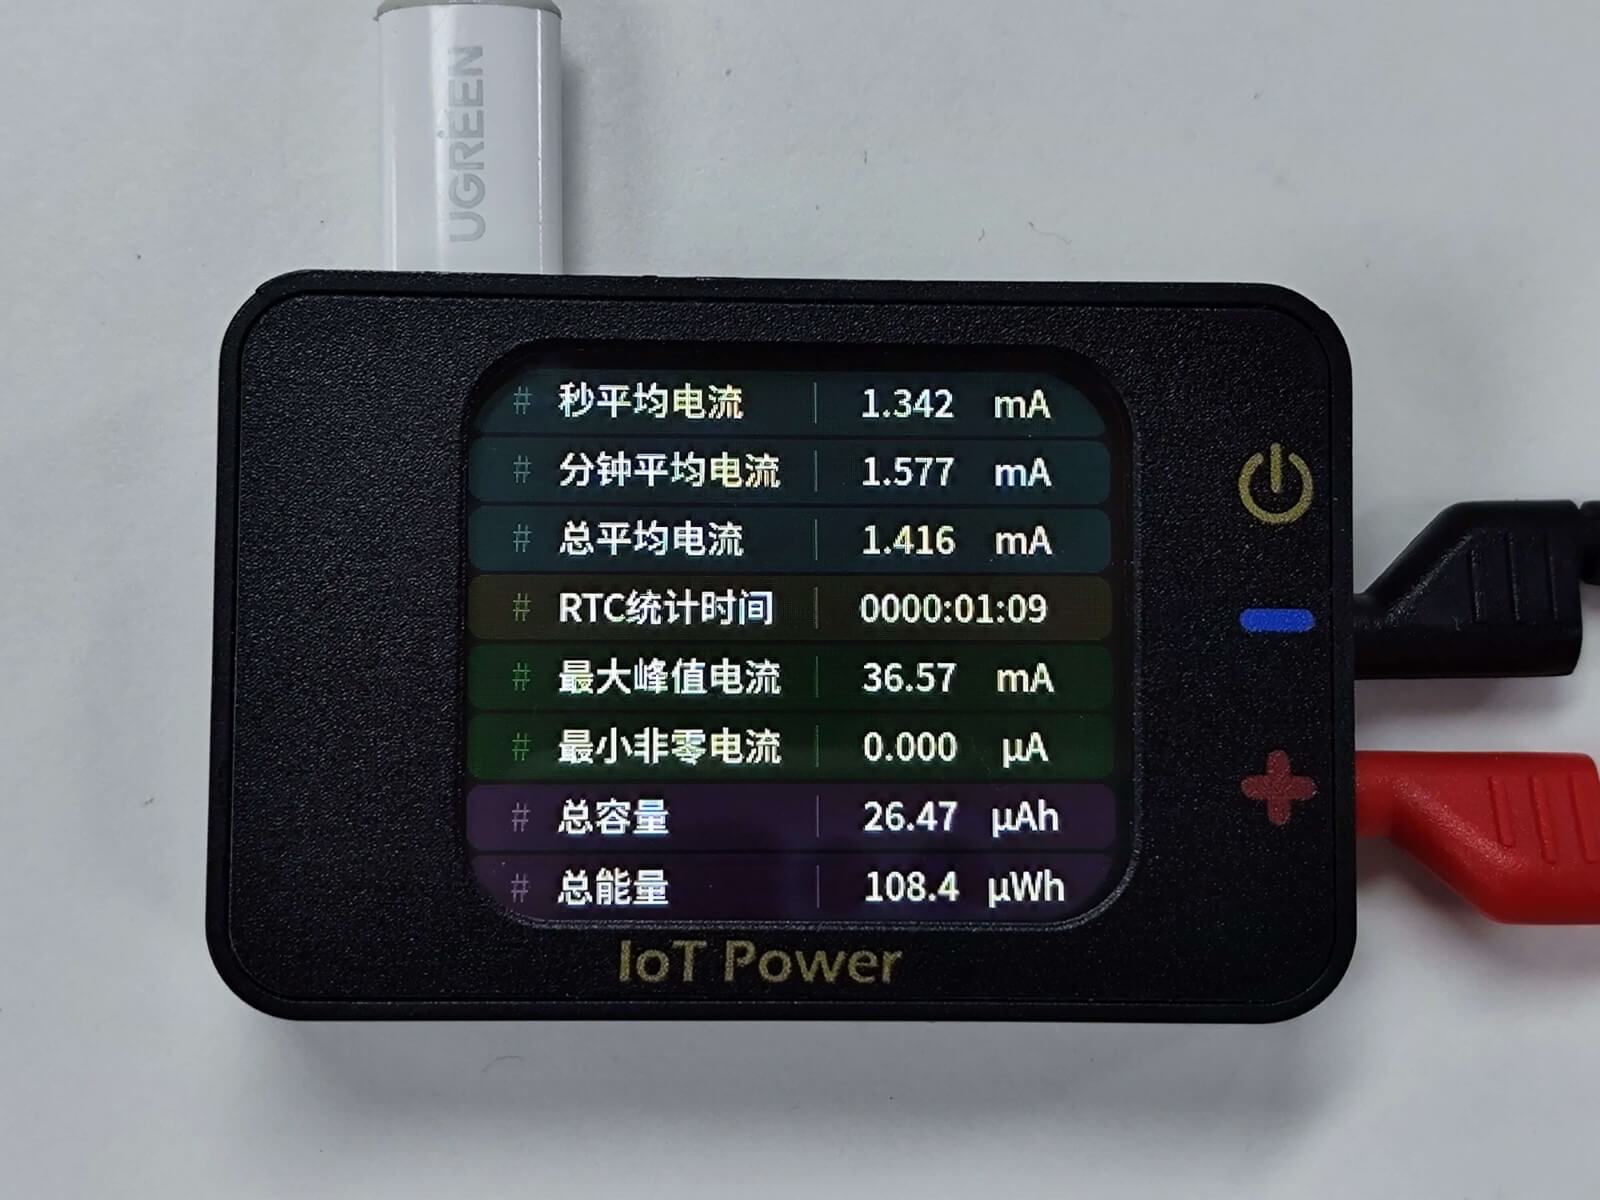 UGREEN
# 秒平均电流 1.342 mA
# 分钟平均电流 1.577 mA
# 总平均电流 1.416 mA
# RTC统计时间 0000:01:09
# 最大峰值电流 36.57 mA
# 最小非零电流 0.000 μA
# 总容量 26.47 μAh
# 总能量 108.4 μWh
IoT Power